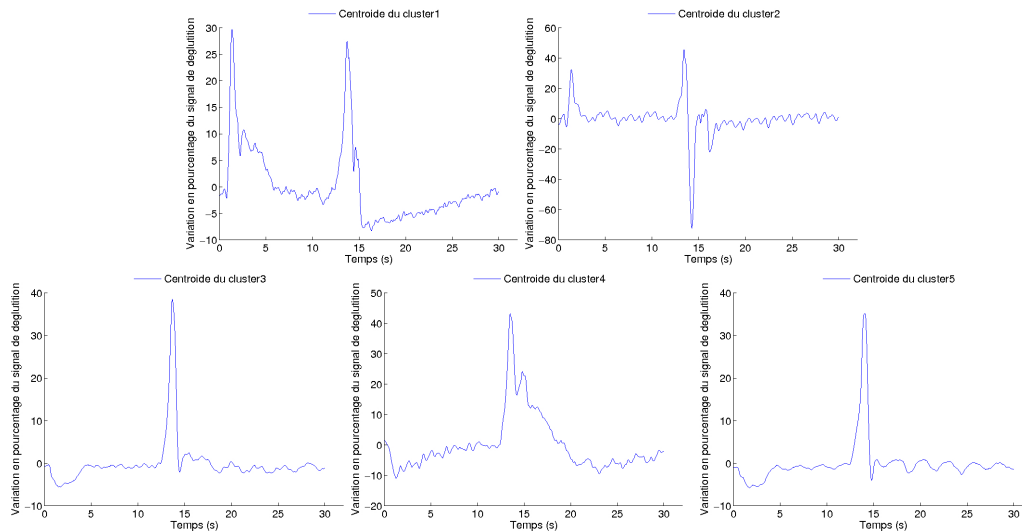 Centroide du cluster1
Variation en pourcentage du signal de deglutition
30
25
20
15
10
5
0
−5
−10
0 5 10 15 20 25 30
Temps (s)
Centroide du cluster2
Variation en pourcentage du signal de deglutition
60
40
20
0
−20
−40
−60
−80
0 5 10 15 20 25 30
Temps (s)
Centroide du cluster3
Variation en pourcentage du signal de deglutition
40
30
20
10
0
−10
0 5 10 15 20 25 30
Temps (s)
Centroide du cluster4
Variation en pourcentage du signal de deglutition
50
40
30
20
10
0
−10
−20
0 5 10 15 20 25 30
Temps (s)
Centroide du cluster5
Variation en pourcentage du signal de deglutition
40
30
20
10
0
−10
0 5 10 15 20 25 30
Temps (s)